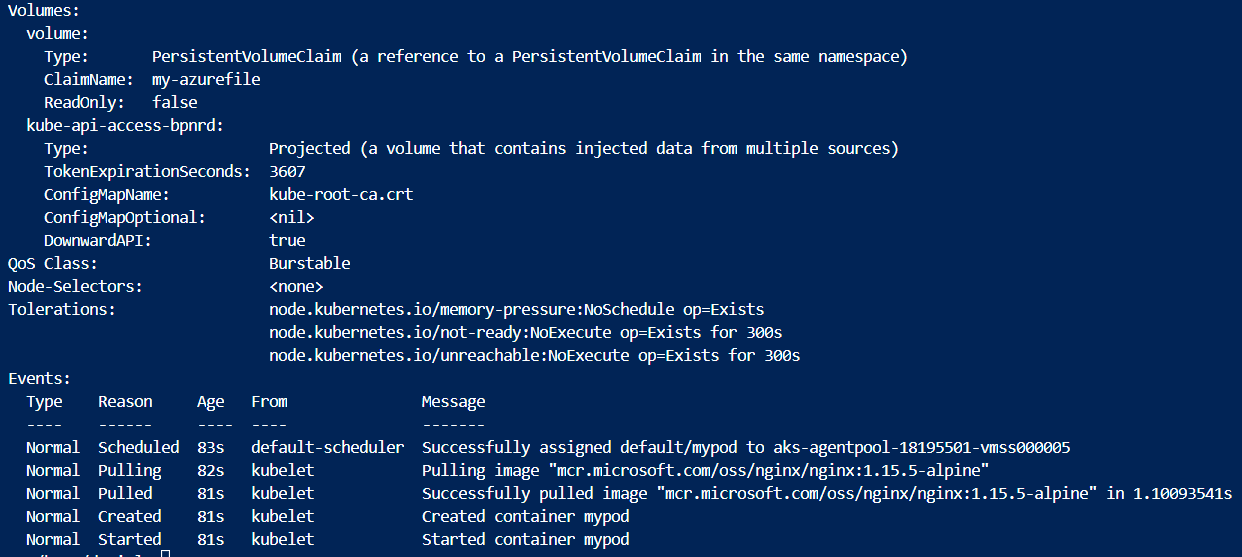 Volumes:
  volume:
    Type:       PersistentVolumeClaim (a reference to a PersistentVolumeClaim in the same namespace)
    ClaimName:  my-azurefile
    ReadOnly:   false
  kube-api-access-bpnrd:
    Type:                    Projected (a volume that contains injected data from multiple sources)
    TokenExpirationSeconds:  3607
    ConfigMapName:           kube-root-ca.crt
    ConfigMapOptional:       <nil>
    DownwardAPI:             true
QoS Class:                   Burstable
Node-Selectors:              <none>
Tolerations:                 node.kubernetes.io/memory-pressure:NoSchedule op=Exists
                             node.kubernetes.io/not-ready:NoExecute op=Exists for 300s
                             node.kubernetes.io/unreachable:NoExecute op=Exists for 300s
Events:
  Type    Reason     Age   From               Message
  ----    ------     ----  ----               -------
  Normal  Scheduled  83s   default-scheduler  Successfully assigned default/mypod to aks-agentpool-18195501-vmss000005
  Normal  Pulling    82s   kubelet            Pulling image "mcr.microsoft.com/oss/nginx/nginx:1.15.5-alpine"
  Normal  Pulled     81s   kubelet            Successfully pulled image "mcr.microsoft.com/oss/nginx/nginx:1.15.5-alpine" in 1.10093541s
  Normal  Created    81s   kubelet            Created container mypod
  Normal  Started    81s   kubelet            Started container mypod